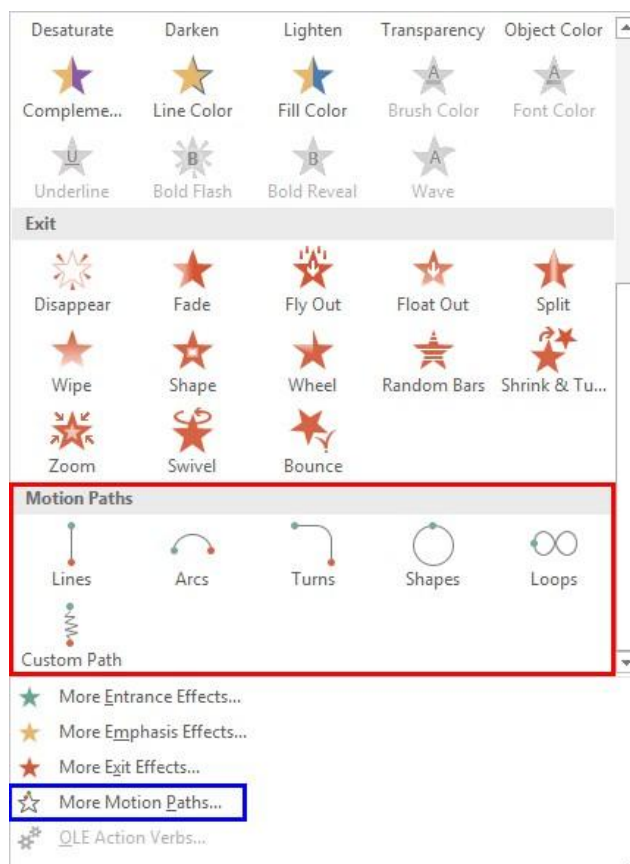 Desaturate Darken Lighten Transparency Object Color
Compleme... Line Color Fill Color Brush Color Font Color
Underline Bold Flash Bold Reveal Wave
Exit
Disappear Fade Fly Out Float Out Split
Wipe Shape Wheel Random Bars Shrink & Tu...
Zoom Swivel Bounce
Motion Paths
Lines Arcs Turns Shapes Loops
Custom Path
More Entrance Effects...
More Emphasis Effects...
More Exit Effects...
More Motion Paths...
OLE Action Verbs...